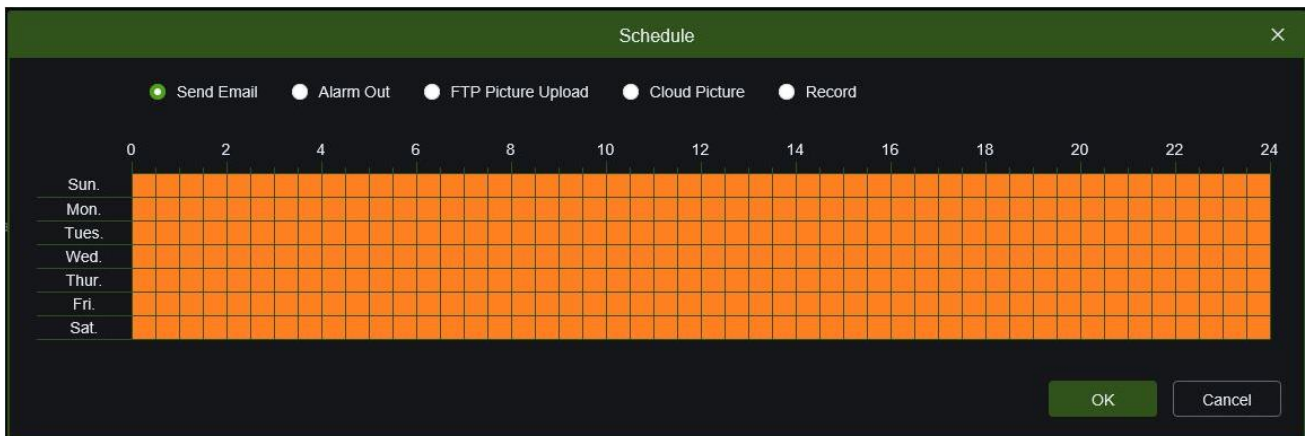 Schedule
Send Email Alarm Out FTP Picture Upload Cloud Picture Record
0 2 4 6 8 10 12 14 16 18 20 22 24
Sun.
Mon.
Tues.
Wed.
Thur.
Fri.
Sat.
OK Cancel